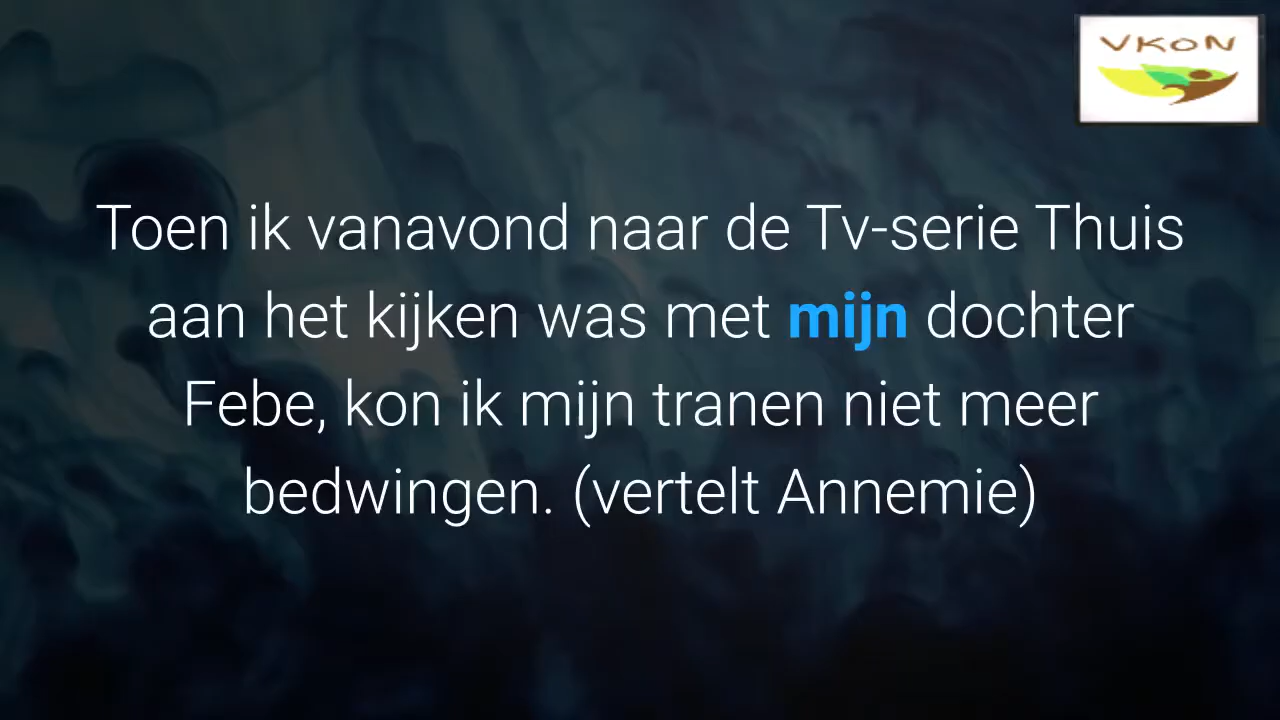 VKoN
Toen ik vanavond naar de Tv-serie Thuis
aan het kijken was met mijn dochter
Febe, kon ik mijn tranen niet meer
bedwingen. (vertelt Annemie)